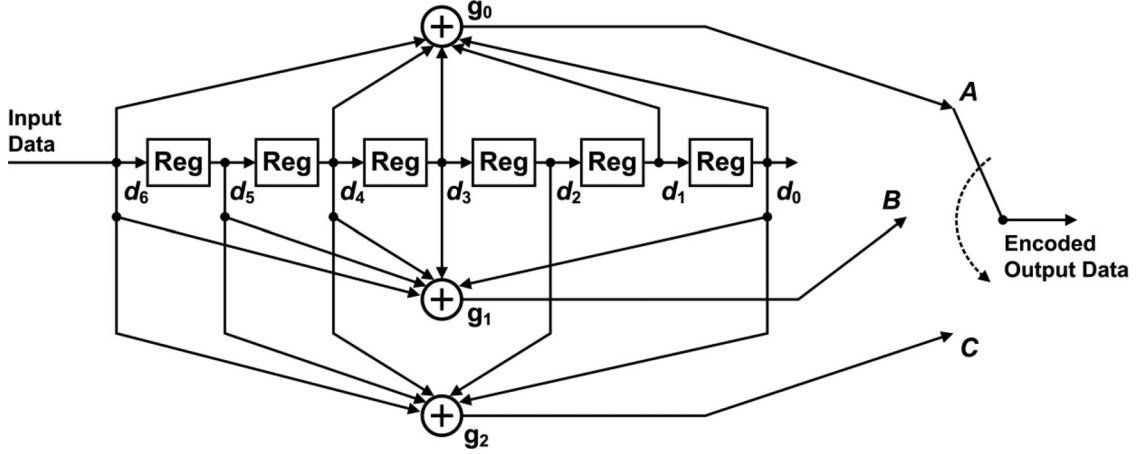 g₀
A
Input
Data
Reg Reg Reg Reg Reg Reg
d₆ d₅ d₄ d₃ d₂ d₁ d₀
B
Encoded
Output Data
g₁
C
g₂